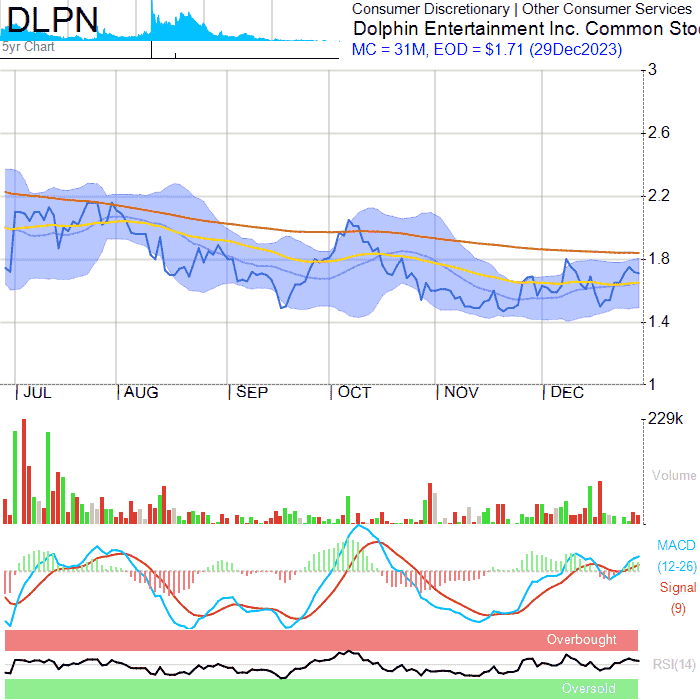 DLPN
5yr Chart
Consumer Discretionary | Other Consumer Services
Dolphin Entertainment Inc. Common Sto
MC = 31M, EOD = $1.71 (29Dec2023)
3
2.6
2.2
1.8
1.4
1
JUL AUG SEP OCT NOV DEC
229k
Volume
MACD
(12-26)
Signal
(9)
Overbought
RSI(14)
Oversold